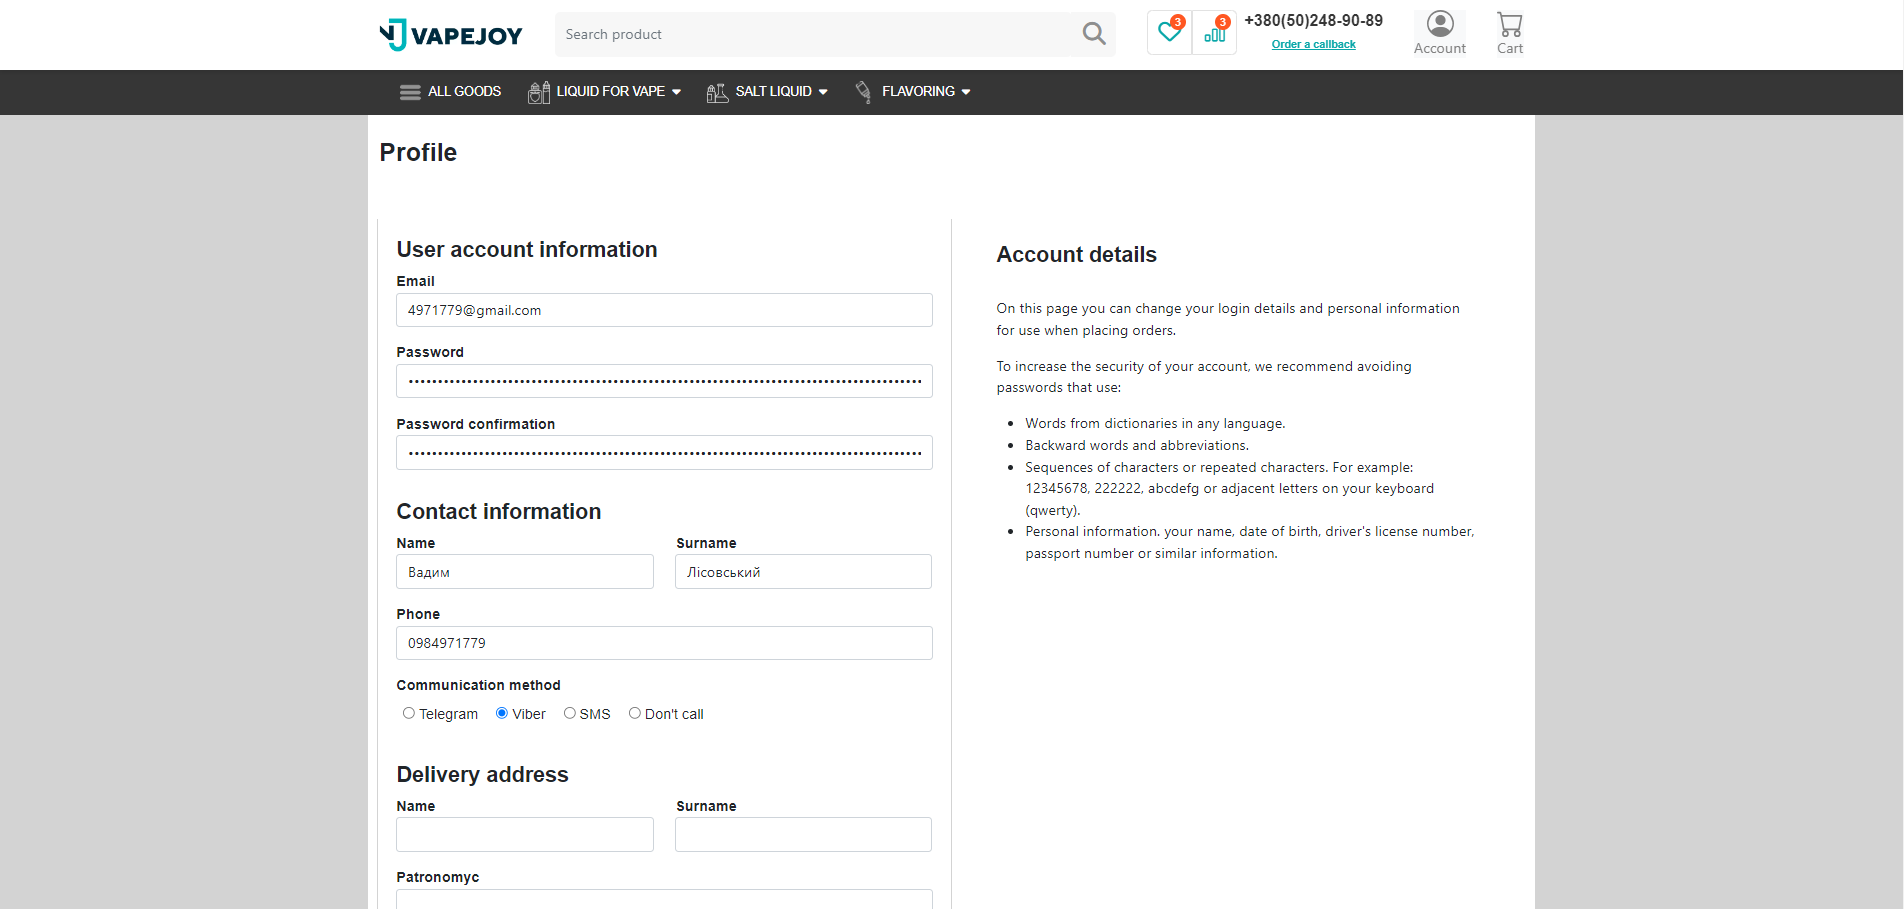 VAPEJOY
Search product
3
3
+380(50)248-90-89
Order a callback
Account
Cart
ALL GOODS
LIQUID FOR VAPE
SALT LIQUID
FLAVORING
Profile
User account information
Email
4971779@gmail.com
Password
Password confirmation
Contact information
Name
Surname
Вадим
Лісовський
Phone
0984971779
Communication method
Telegram
Viber
SMS
Don't call
Delivery address
Name
Surname
Patronomyc
Account details
On this page you can change your login details and personal information
for use when placing orders.
To increase the security of your account, we recommend avoiding
passwords that use:
Words from dictionaries in any language.
Backward words and abbreviations.
Sequences of characters or repeated characters. For example:
12345678, 222222, abcdefg or adjacent letters on your keyboard
(qwerty).
Personal information. your name, date of birth, driver's license number,
passport number or similar information.